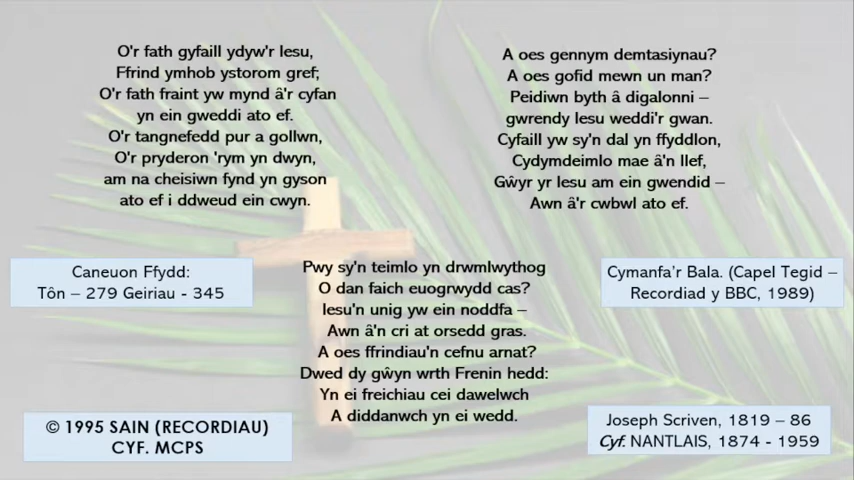 O'r fath gyfaill ydyw'r Iesu,
Ffrind ymhob ystorom gref;
O'r fath fraint yw mynd â'r cyfan
yn ein gweddi ato ef.
O'r tangnefedd pur a gollwn,
O'r pryderon 'rym yn dwyn,
am na cheisiwn fynd yn gyson
ato ef i ddweud ein cwyn.
A oes gennym demtasiynau?
A oes gofid mewn un man?
Peidiwn byth â digalonni –
gwrendy Iesu weddi'r gwan.
Cyfaill yw sy'n dal yn ffyddlon,
Cydymdeimlo mae â'n llef,
Gŵyr yr Iesu am ein gwendid –
Awn â'r cwbwl ato ef.
Pwy sy'n teimlo yn drwmlwythog
O dan faich euogrwydd cas?
Iesu'n unig yw ein noddfa –
Awn â'n cri at orsedd gras.
A oes ffrindiau'n cefnu arnat?
Dwed dy gŵyn wrth Frenin hedd:
Yn ei freichiau cei dawelwch
A diddanwch yn ei wedd.
Caneuon Ffydd:
Tôn – 279 Geiriau - 345
Cymanfa'r Bala. (Capel Tegid –
Recordiad y BBC, 1989)
© 1995 SAIN (RECORDIAU)
CYF. MCPS
Joseph Scriven, 1819 – 86
Cyf. NANTLAIS, 1874 - 1959